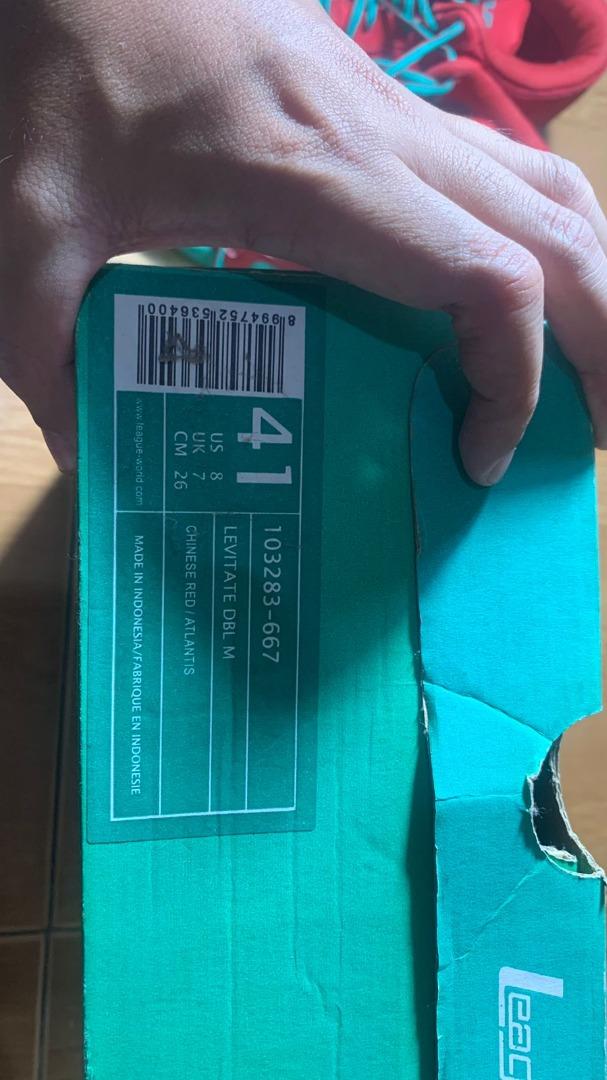 8 994752 536400
41
US 8
UK 7
CM 26
www.league-world.com
103283-667
LEVITATE DBL M
CHINESE RED / ATLANTIS
MADE IN INDONESIA/FABRIQUE EN INDONESIE
Leag